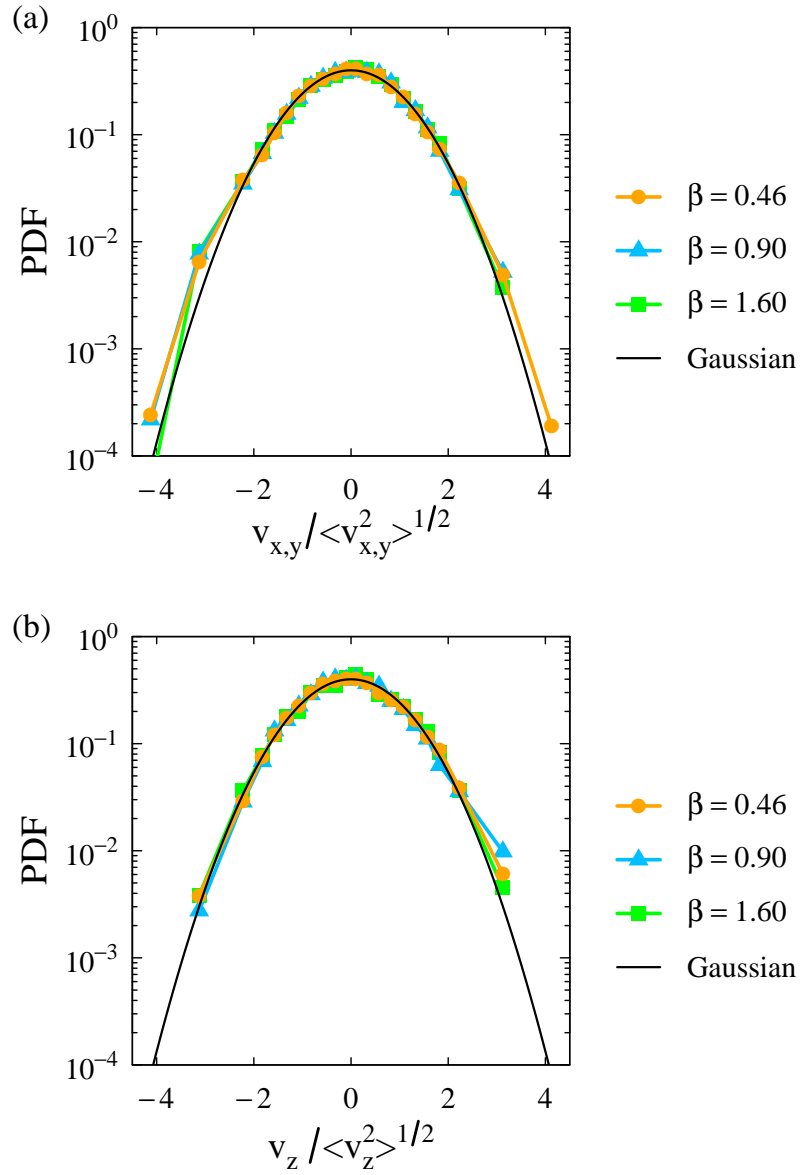 (a)
10^0
10^-1
10^-2
10^-3
10^-4
PDF
−4 −2 0 2 4
v_x,y / <v_x,y^2>^1/2
β = 0.46
β = 0.90
β = 1.60
Gaussian
(b)
10^0
10^-1
10^-2
10^-3
10^-4
PDF
−4 −2 0 2 4
v_z / <v_z^2>^1/2
β = 0.46
β = 0.90
β = 1.60
Gaussian